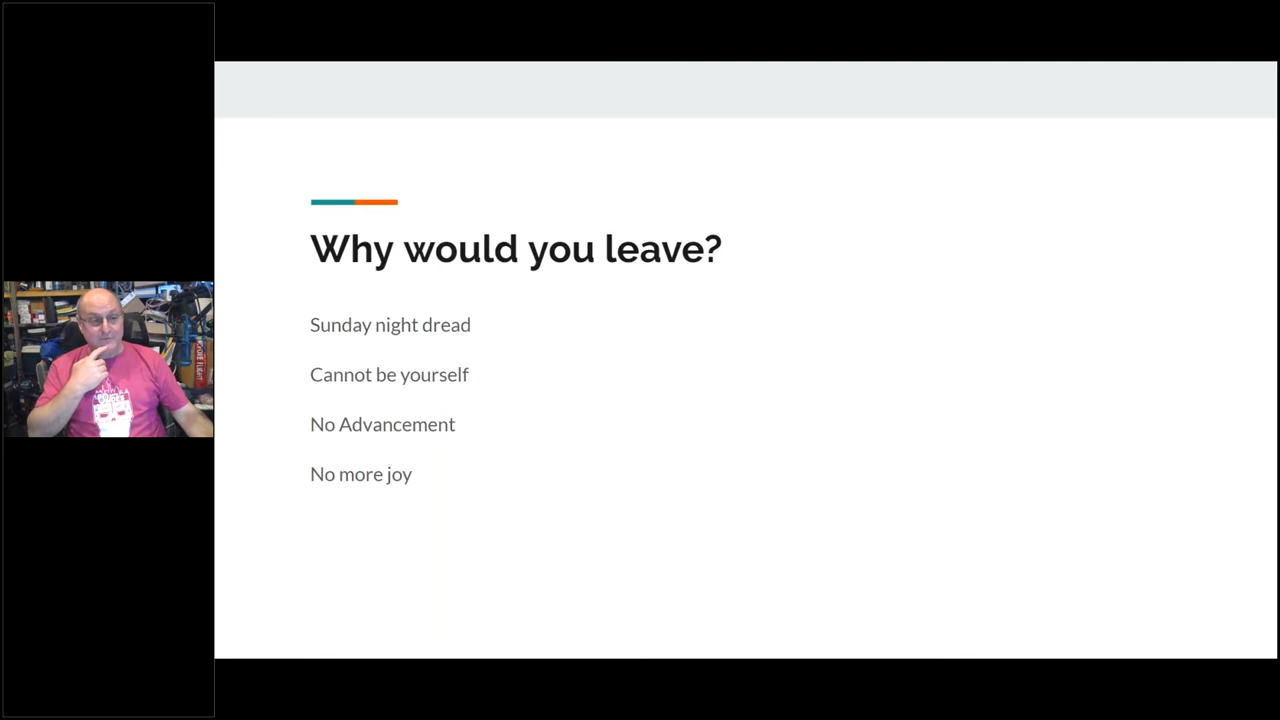 Why would you leave?
Sunday night dread
Cannot be yourself
No Advancement
No more joy